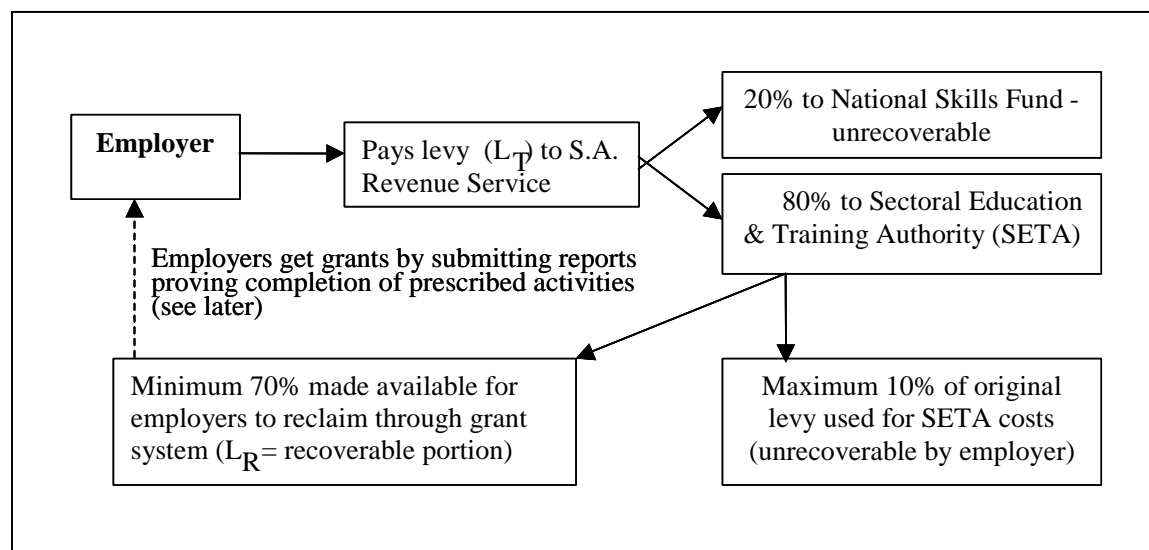 Employer
Pays levy (L_T) to S.A.
Revenue Service
20% to National Skills Fund -
unrecoverable
80% to Sectoral Education
& Training Authority (SETA)
Employers get grants by submitting reports
proving completion of prescribed activities
(see later)
Minimum 70% made available for
employers to reclaim through grant
system (L_R= recoverable portion)
Maximum 10% of original
levy used for SETA costs
(unrecoverable by employer)